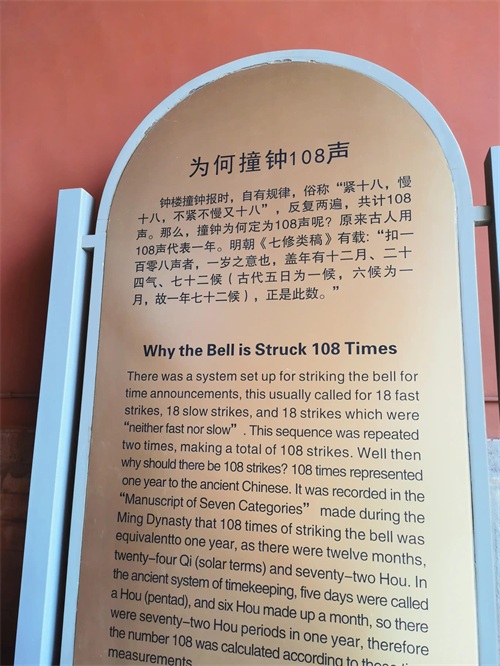 为何撞钟108声
钟楼撞钟报时，自有规律，俗称“紧十八，慢
十八，不紧不慢又十八”，反复两遍，共计108
声。那么，撞钟为何定为108声呢？原来古人用
108声代表一年。明朝《七修类稿》有载：“扣一
百零八声者，一岁之意也，盖年有十二月、二十
四气、七十二候（古代五日为一候，六候为一
月，故一年七十二候），正是此数。”
Why the Bell is Struck 108 Times
There was a system set up for striking the bell for
time announcements, this usually called for 18 fast
strikes, 18 slow strikes, and 18 strikes which were
“neither fast nor slow”. This sequence was repeated
two times, making a total of 108 strikes. Well then
why should there be 108 strikes? 108 times represented
one year to the ancient Chinese. It was recorded in the
“Manuscript of Seven Categories” made during the
Ming Dynasty that 108 times of striking the bell was
equivalentto one year, as there were twelve months,
twenty-four Qi (solar terms) and seventy-two Hou. In
the ancient system of timekeeping, five days were called
a Hou (pentad), and six Hou made up a month, so there
were seventy-two Hou periods in one year, therefore
the number 108 was calculated according to these
measurements